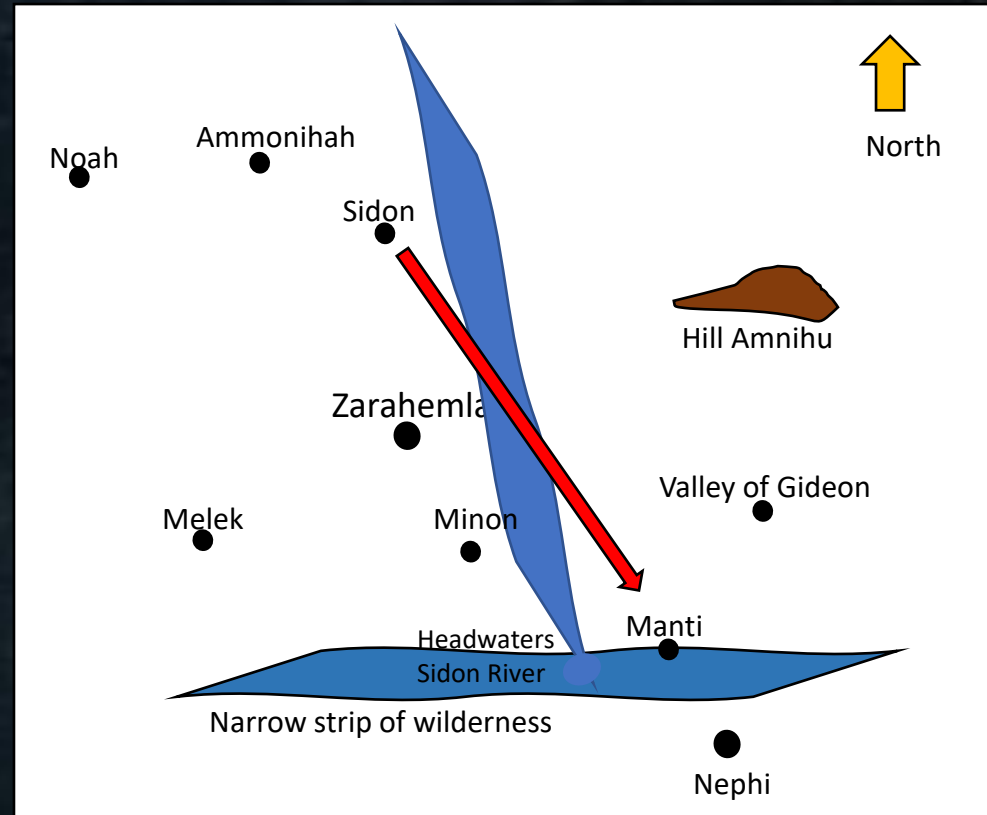 North
Noah
Ammonihah
Sidon
Hill Amnihu
Zarahemla
Valley of Gideon
Melek
Minon
Manti
Headwaters
Sidon River
Narrow strip of wilderness
Nephi